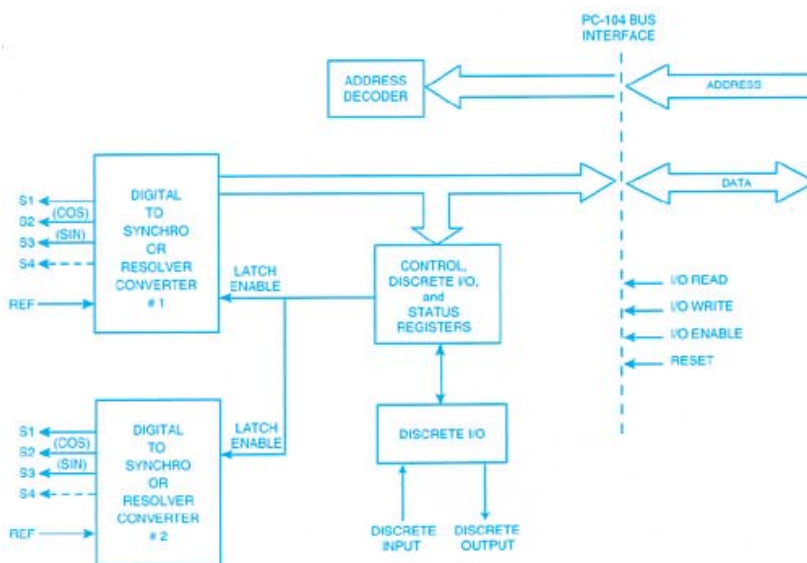 PC-104 BUS
INTERFACE
ADDRESS
DECODER
ADDRESS
DATA
S1
(COS)
S2
(SIN)
S3
S4
REF
DIGITAL
TO
SYNCHRO
OR
RESOLVER
CONVERTER
# 1
LATCH
ENABLE
CONTROL,
DISCRETE I/O,
and
STATUS
REGISTERS
I/O READ
I/O WRITE
I/O ENABLE
RESET
S1
(COS)
S2
(SIN)
S3
S4
REF
DIGITAL
TO
SYNCHRO
OR
RESOLVER
CONVERTER
# 2
LATCH
ENABLE
DISCRETE I/O
DISCRETE
INPUT
DISCRETE
OUTPUT